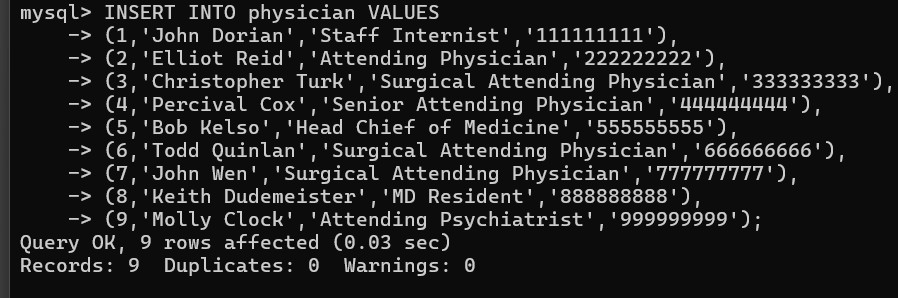 mysql> INSERT INTO physician VALUES
    -> (1,'John Dorian','Staff Internist','111111111'),
    -> (2,'Elliot Reid','Attending Physician','222222222'),
    -> (3,'Christopher Turk','Surgical Attending Physician','333333333'),
    -> (4,'Percival Cox','Senior Attending Physician','444444444'),
    -> (5,'Bob Kelso','Head Chief of Medicine','555555555'),
    -> (6,'Todd Quinlan','Surgical Attending Physician','666666666'),
    -> (7,'John Wen','Surgical Attending Physician','777777777'),
    -> (8,'Keith Dudemeister','MD Resident','888888888'),
    -> (9,'Molly Clock','Attending Psychiatrist','999999999');
Query OK, 9 rows affected (0.03 sec)
Records: 9  Duplicates: 0  Warnings: 0